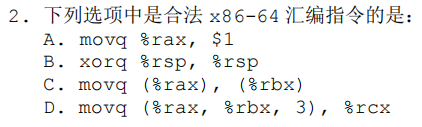 2. 下列选项中是合法 x86-64 汇编指令的是：
A. movq %rax, $1
B. xorq %rsp, %rsp
C. movq (%rax), (%rbx)
D. movq (%rax, %rbx, 3), %rcx